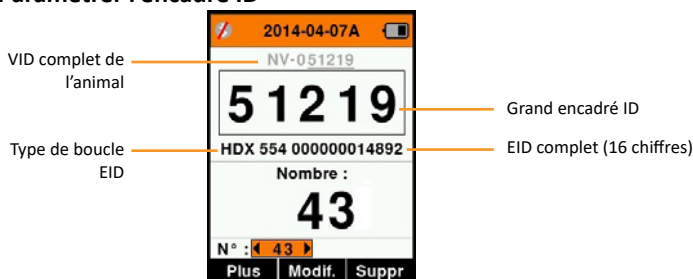 Paramétrer l'encadré ID
2014-04-07A
VID complet de
l'animal
NV-051219
51219
Grand encadré ID
Type de boucle
EID
HDX 554 000000014892
EID complet (16 chiffres)
Nombre :
43
N° : 43
Plus Modif. Suppr